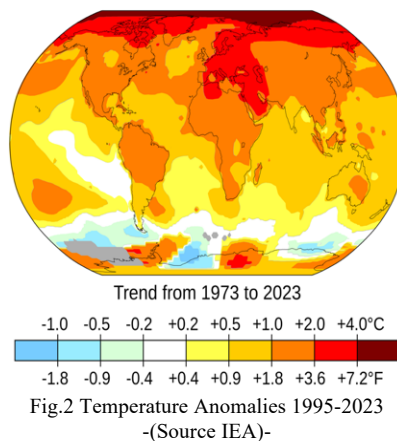 Trend from 1973 to 2023
-1.0 -0.5 -0.2 +0.2 +0.5 +1.0 +2.0 +4.0°C
-1.8 -0.9 -0.4 +0.4 +0.9 +1.8 +3.6 +7.2°F
Fig.2 Temperature Anomalies 1995-2023
-(Source IEA)-